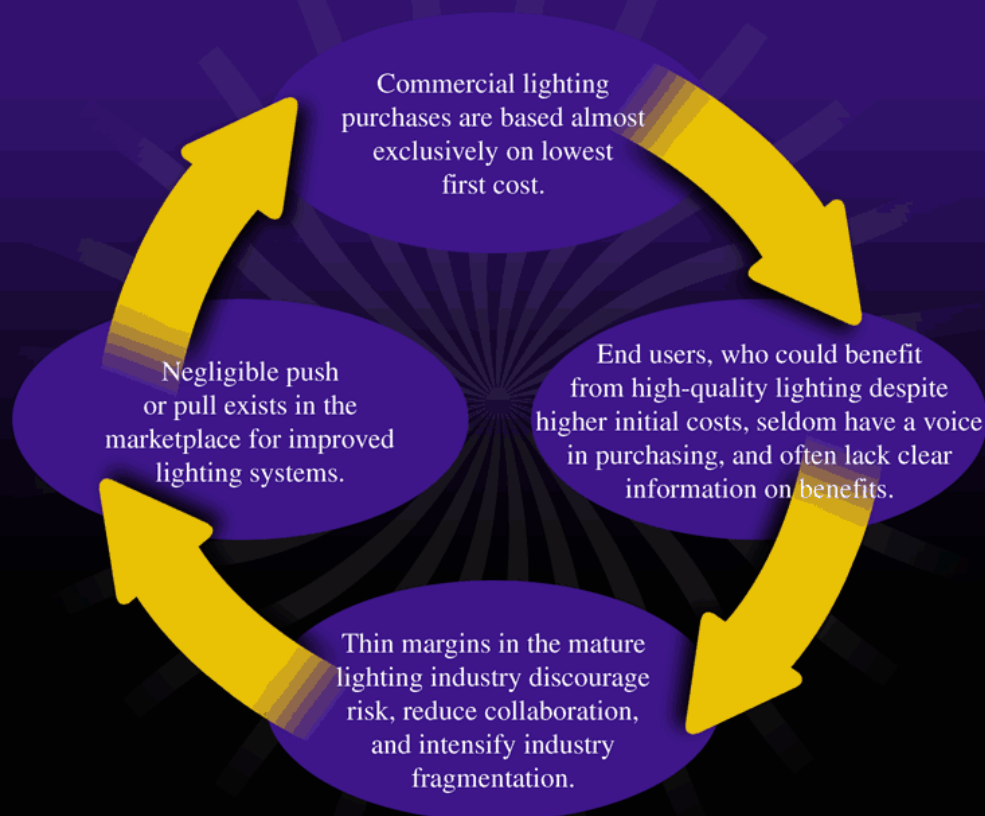 Commercial lighting
purchases are based almost
exclusively on lowest
first cost.
End users, who could benefit
from high-quality lighting despite
higher initial costs, seldom have a voice
in purchasing, and often lack clear
information on benefits.
Thin margins in the mature
lighting industry discourage
risk, reduce collaboration,
and intensify industry
fragmentation.
Negligible push
or pull exists in the
marketplace for improved
lighting systems.